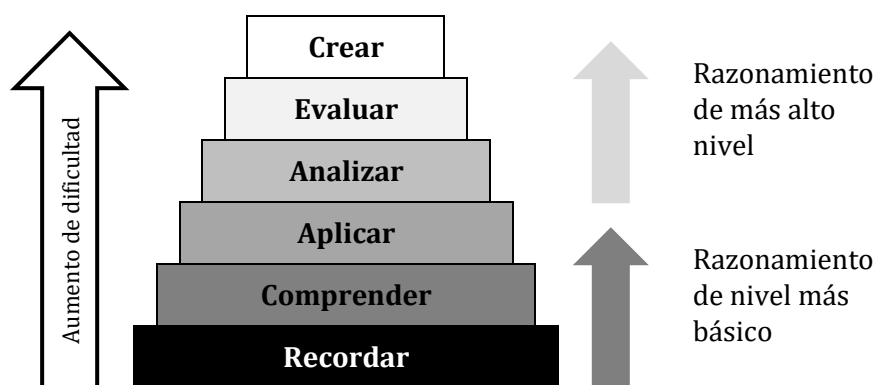 Aumento de dificultad
Crear
Evaluar
Analizar
Aplicar
Comprender
Recordar
Razonamiento
de más alto
nivel
Razonamiento
de nivel más
básico